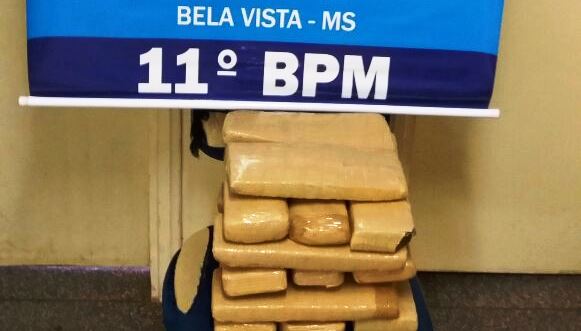 BELA VISTA - MS
11º BPM